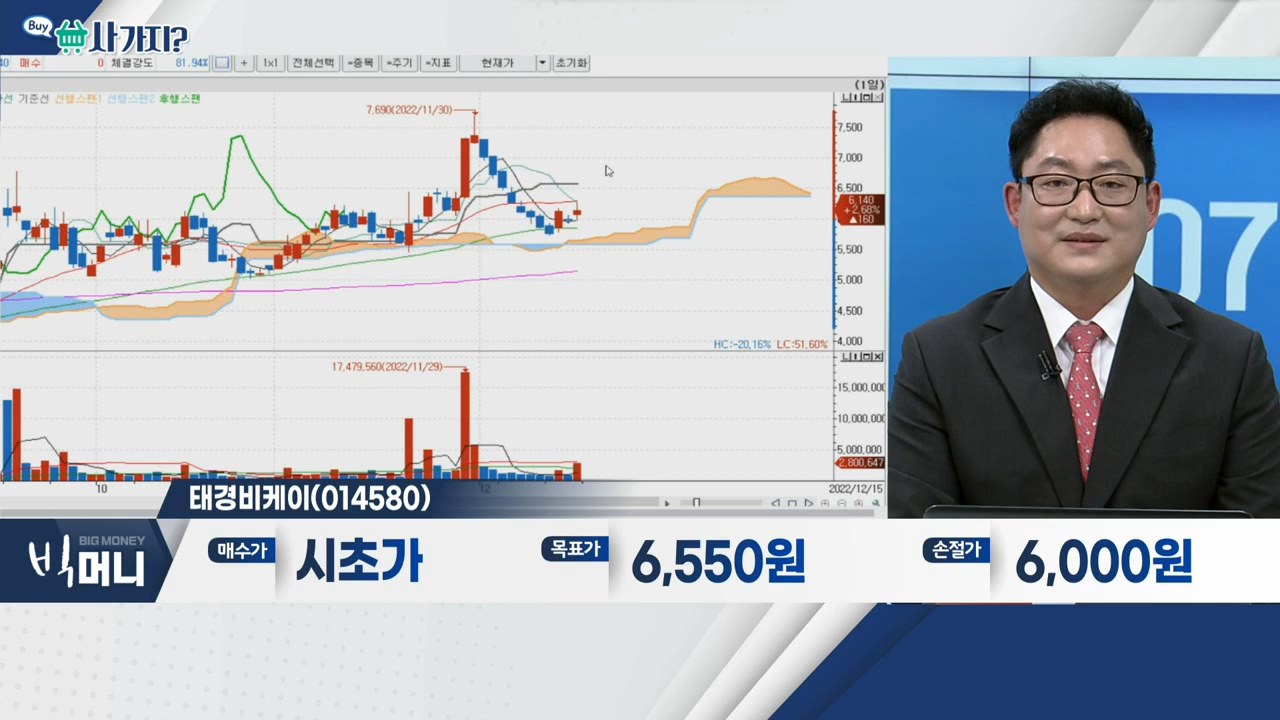 Buy
사 가지?
매수 0 체결강도 81.94% + 1x1 전체선택 =종목 =주기 =지표 현재가 초기화
(1일)
기준선 선행스팬1 선행스팬2 후행스팬
7,690(2022/11/30)
7,500
7,000
6,500
6,140
+2.68%
▲160
5,500
5,000
4,500
4,000
HC:-20.16% LC:51.60%
17,479,560(2022/11/29)
15,000,000
10,000,000
5,000,000
2,800,647
10 12 2022/12/15
07
태경비케이(014580)
BIG MONEY
빅머니
매수가 시초가 목표가 6,550원 손절가 6,000원